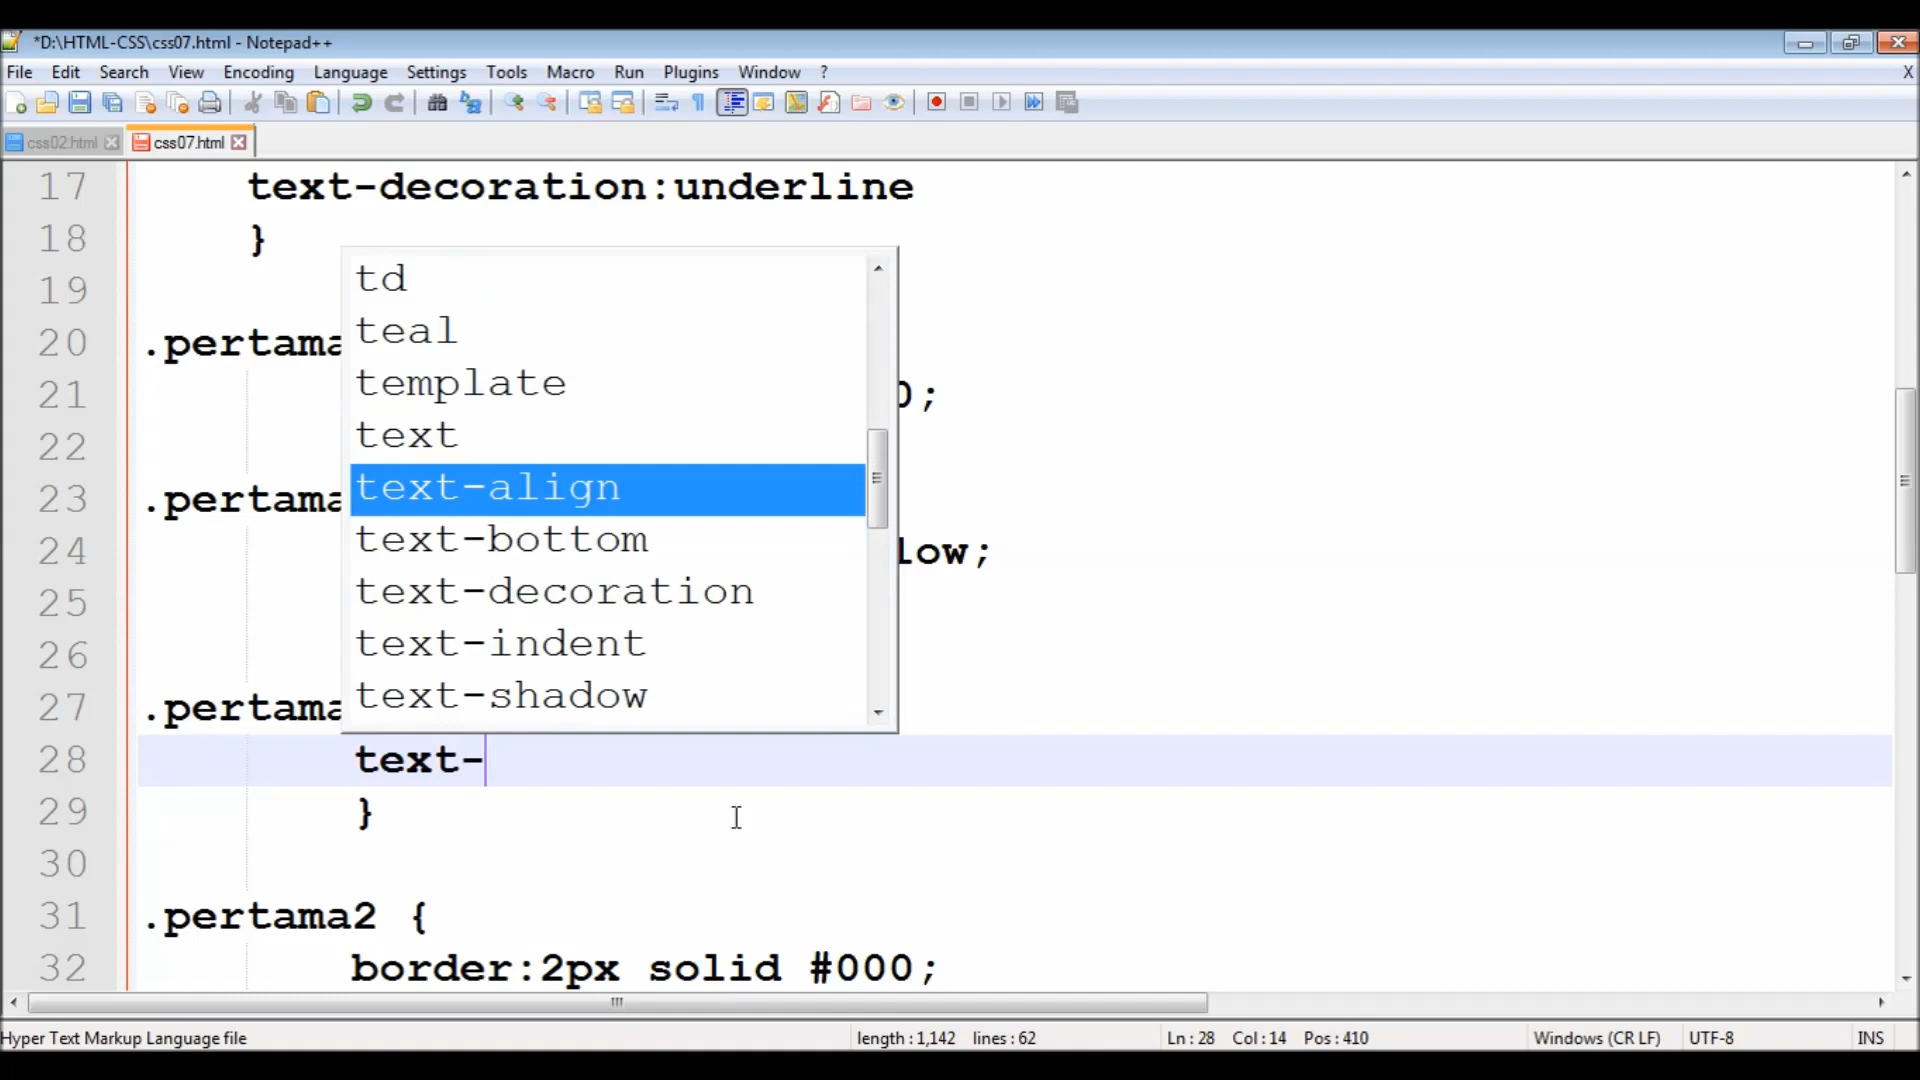 *D:\HTML-CSS\css07.html - Notepad++
File Edit Search View Encoding Language Settings Tools Macro Run Plugins Window ? X
css02.html css07.html
17 text-decoration:underline
18 }
19
20 .pertama
21 0;
22
23 .pertama
24 low;
25
26
27 .pertama
td
teal
template
text
text-align
text-bottom
text-decoration
text-indent
text-shadow
28 text-
29 }
30
31 .pertama2 {
32 border:2px solid #000;
Hyper Text Markup Language file length : 1,142 lines : 62 Ln : 28 Col : 14 Pos : 410 Windows (CR LF) UTF-8 INS